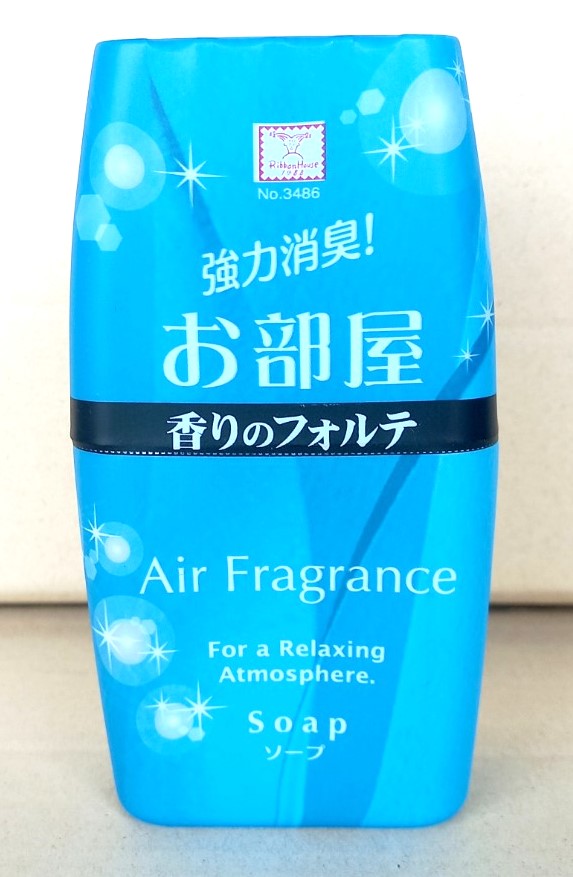 RibbonHouse
No.3486
強力消臭!
お部屋
香りのフォルテ
Air Fragrance
For a Relaxing
Atmosphere.
Soap
ソープ